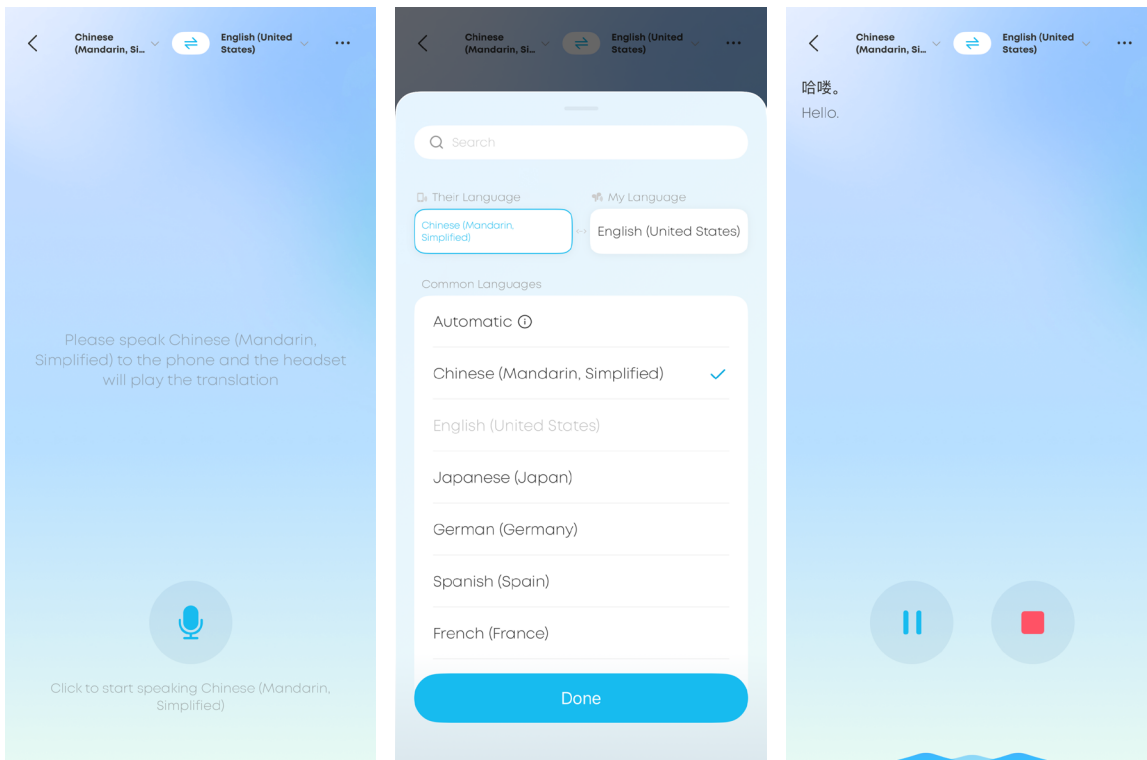 Chinese
(Mandarin, Si...
English (United
States)
Please speak Chinese (Mandarin,
Simplified) to the phone and the headset
will play the translation
Click to start speaking Chinese (Mandarin,
Simplified)
Chinese
(Mandarin, Si...
English (United
States)
Search
Their Language
My Language
Chinese (Mandarin,
Simplified)
English (United States)
Common Languages
Automatic
Chinese (Mandarin, Simplified)
English (United States)
Japanese (Japan)
German (Germany)
Spanish (Spain)
French (France)
Done
Chinese
(Mandarin, Si...
English (United
States)
哈喽。
Hello.